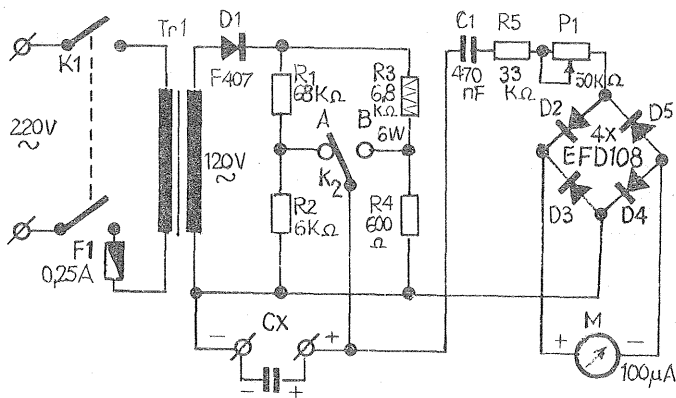 Tr1
D1
C1
R5
P1
K1
F407
R1
68KΩ
R3
6,8
KΩ
6W
470
nF
33
KΩ
50KΩ
220V
~
120V
~
A
B
K2
D2
D5
4x
EFD108
D3
D4
R2
6KΩ
R4
600
Ω
F1
0,25A
CX
-
+
-
+
+
M
-
100μA